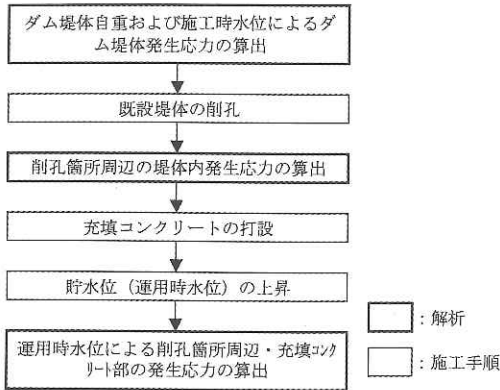 ダム堤体自重および施工時水位によるダ
ム堤体発生応力の算出
既設堤体の削孔
削孔箇所周辺の堤体内発生応力の算出
充填コンクリートの打設
貯水位（運用時水位）の上昇
運用時水位による削孔箇所周辺・充填ｺﾝｸ
ﾘｰﾄ部の発生応力の算出
：解析
：施工手順